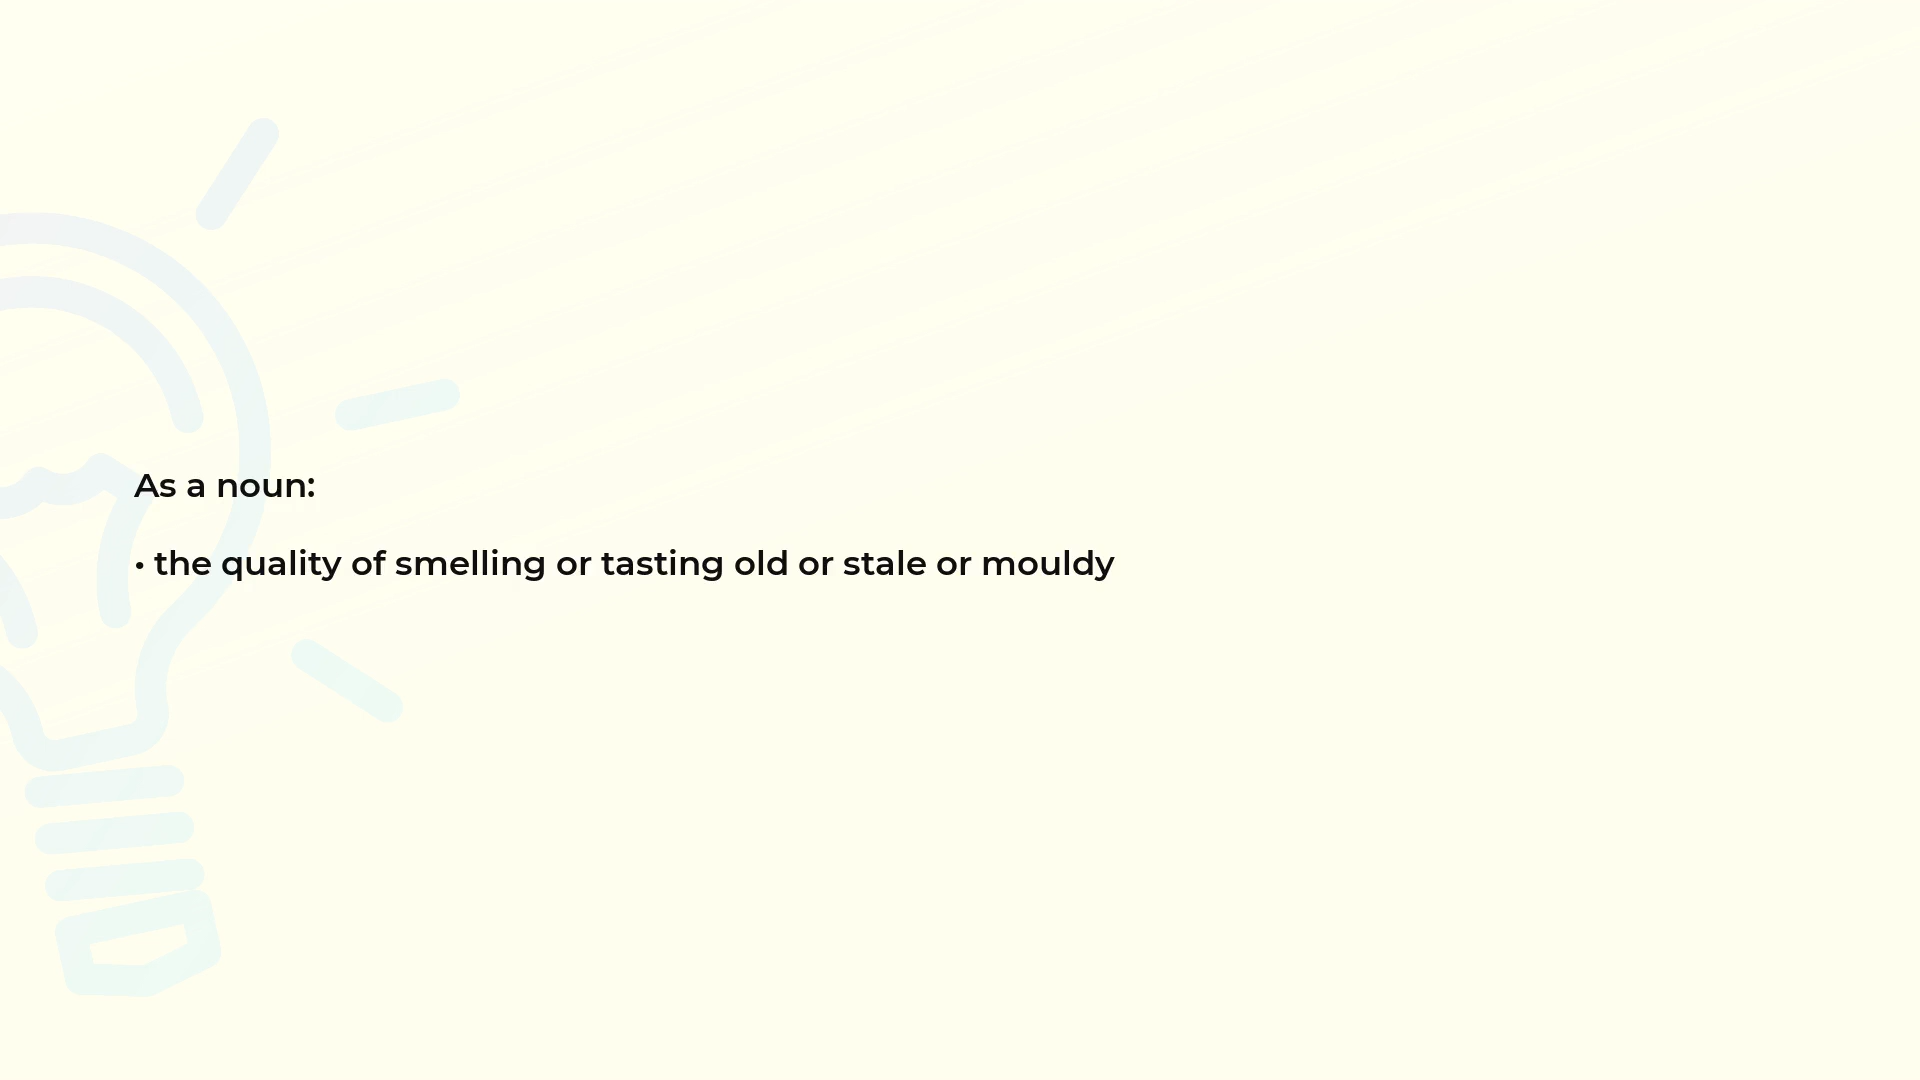 As a noun:
• the quality of smelling or tasting old or stale or mouldy